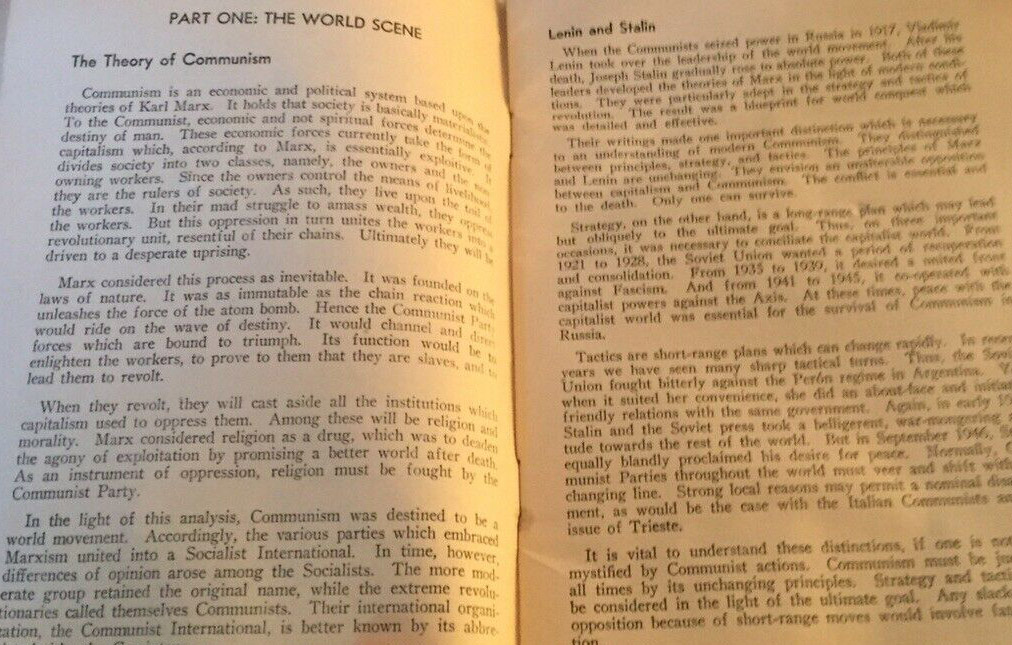 PART ONE: THE WORLD SCENE
The Theory of Communism
Communism is an economic and political system based upon the
theories of Karl Marx. It holds that society is basically materialistic.
To the Communist, economic and not spiritual forces determine the
destiny of man. These economic forces currently take the form of
capitalism which, according to Marx, is essentially exploitive. It
divides society into two classes, namely, the owners and the non-
owning workers. Since the owners control the means of livelihood
they are the rulers of society. As such, they live upon the toil of
the workers. In their mad struggle to amass wealth, they oppress
the workers. But this oppression in turn unites the workers into a
revolutionary unit, resentful of their chains. Ultimately they will be
driven to a desperate uprising.
Marx considered this process as inevitable. It was founded on the
laws of nature. It was as immutable as the chain reaction which
unleashes the force of the atom bomb. Hence the Communist Party
would ride on the wave of destiny. It would channel and direct
forces which are bound to triumph. Its function would be to
enlighten the workers, to prove to them that they are slaves, and to
lead them to revolt.
When they revolt, they will cast aside all the institutions which
capitalism used to oppress them. Among these will be religion and
morality. Marx considered religion as a drug, which was to deaden
the agony of exploitation by promising a better world after death.
As an instrument of oppression, religion must be fought by the
Communist Party.
In the light of this analysis, Communism was destined to be a
world movement. Accordingly, the various parties which embraced
Marxism united into a Socialist International. In time, however,
differences of opinion arose among the Socialists. The more mod-
erate group retained the original name, while the extreme revolu-
tionaries called themselves Communists. Their international organi-
zation, the Communist International, is better known by its abbre-
Lenin and Stalin
When the Communists seized power in Russia in 1917, Vladimir
Lenin took over the leadership of the world movement. After his
death, Joseph Stalin gradually rose to absolute power. Both of these
leaders developed the theories of Marx in the light of modern condi-
tions. They were particularly adept in the strategy and tactics of
revolution. The result was a blueprint for world conquest which
was detailed and effective.
Their writings made one important distinction which is necessary
to an understanding of modern Communism. They distinguished
between principles, strategy, and tactics. The principles of Marx
and Lenin are unchanging. They envision an unalterable opposition
between capitalism and Communism. The conflict is essential and
to the death. Only one can survive.
Strategy, on the other hand, is a long-range plan which may lead
but obliquely to the ultimate goal. Thus, on three important
occasions, it was necessary to conciliate the capitalist world. From
1921 to 1928, the Soviet Union wanted a period of recuperation
and consolidation. From 1935 to 1939, it desired a united front
against Fascism. And from 1941 to 1945, it co-operated with
capitalist powers against the Axis. At these times, peace with the
capitalist world was essential for the survival of Communism in
Russia.
Tactics are short-range plans which can change rapidly. In recent
years we have seen many sharp tactical turns. Thus, the Sov
Union fought bitterly against the Perón regime in Argentina.
when it suited her convenience, she did an about-face and
friendly relations with the same government. Again, in early
Stalin and the Soviet press took a belligerent, war-mongering
tude towards the rest of the world. But in September 1946,
equally blandly proclaimed his desire for peace. Normally,
munist Parties throughout the world must veer and shift with
changing line. Strong local reasons may permit a nominal
ment, as would be the case with the Italian Communists
issue of Trieste.
It is vital to understand these distinctions, if one is not
mystified by Communist actions. Communism must be
all times by its unchanging principles. Strategy and
be considered in the light of the ultimate goal. Any
opposition because of short-range moves would involve
tion